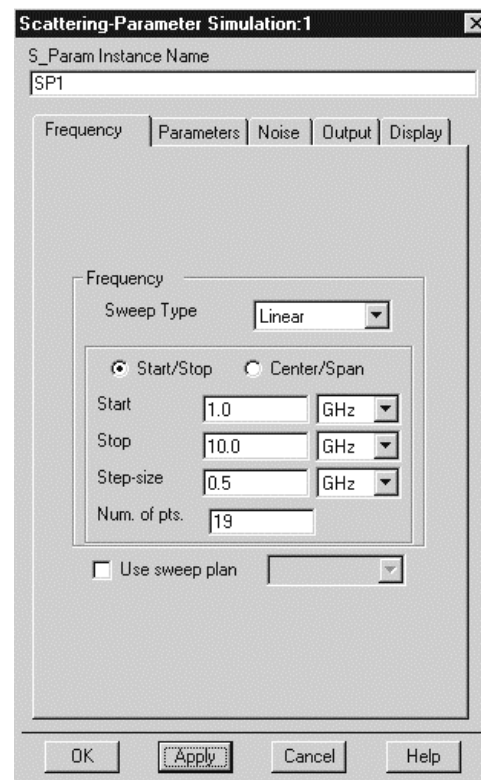 Scattering-Parameter Simulation:1
S_Param Instance Name
SP1
Frequency Parameters Noise Output Display
Frequency
Sweep Type Linear
Start/Stop Center/Span
Start 1.0 GHz
Stop 10.0 GHz
Step-size 0.5 GHz
Num. of pts. 19
Use sweep plan
OK Apply Cancel Help